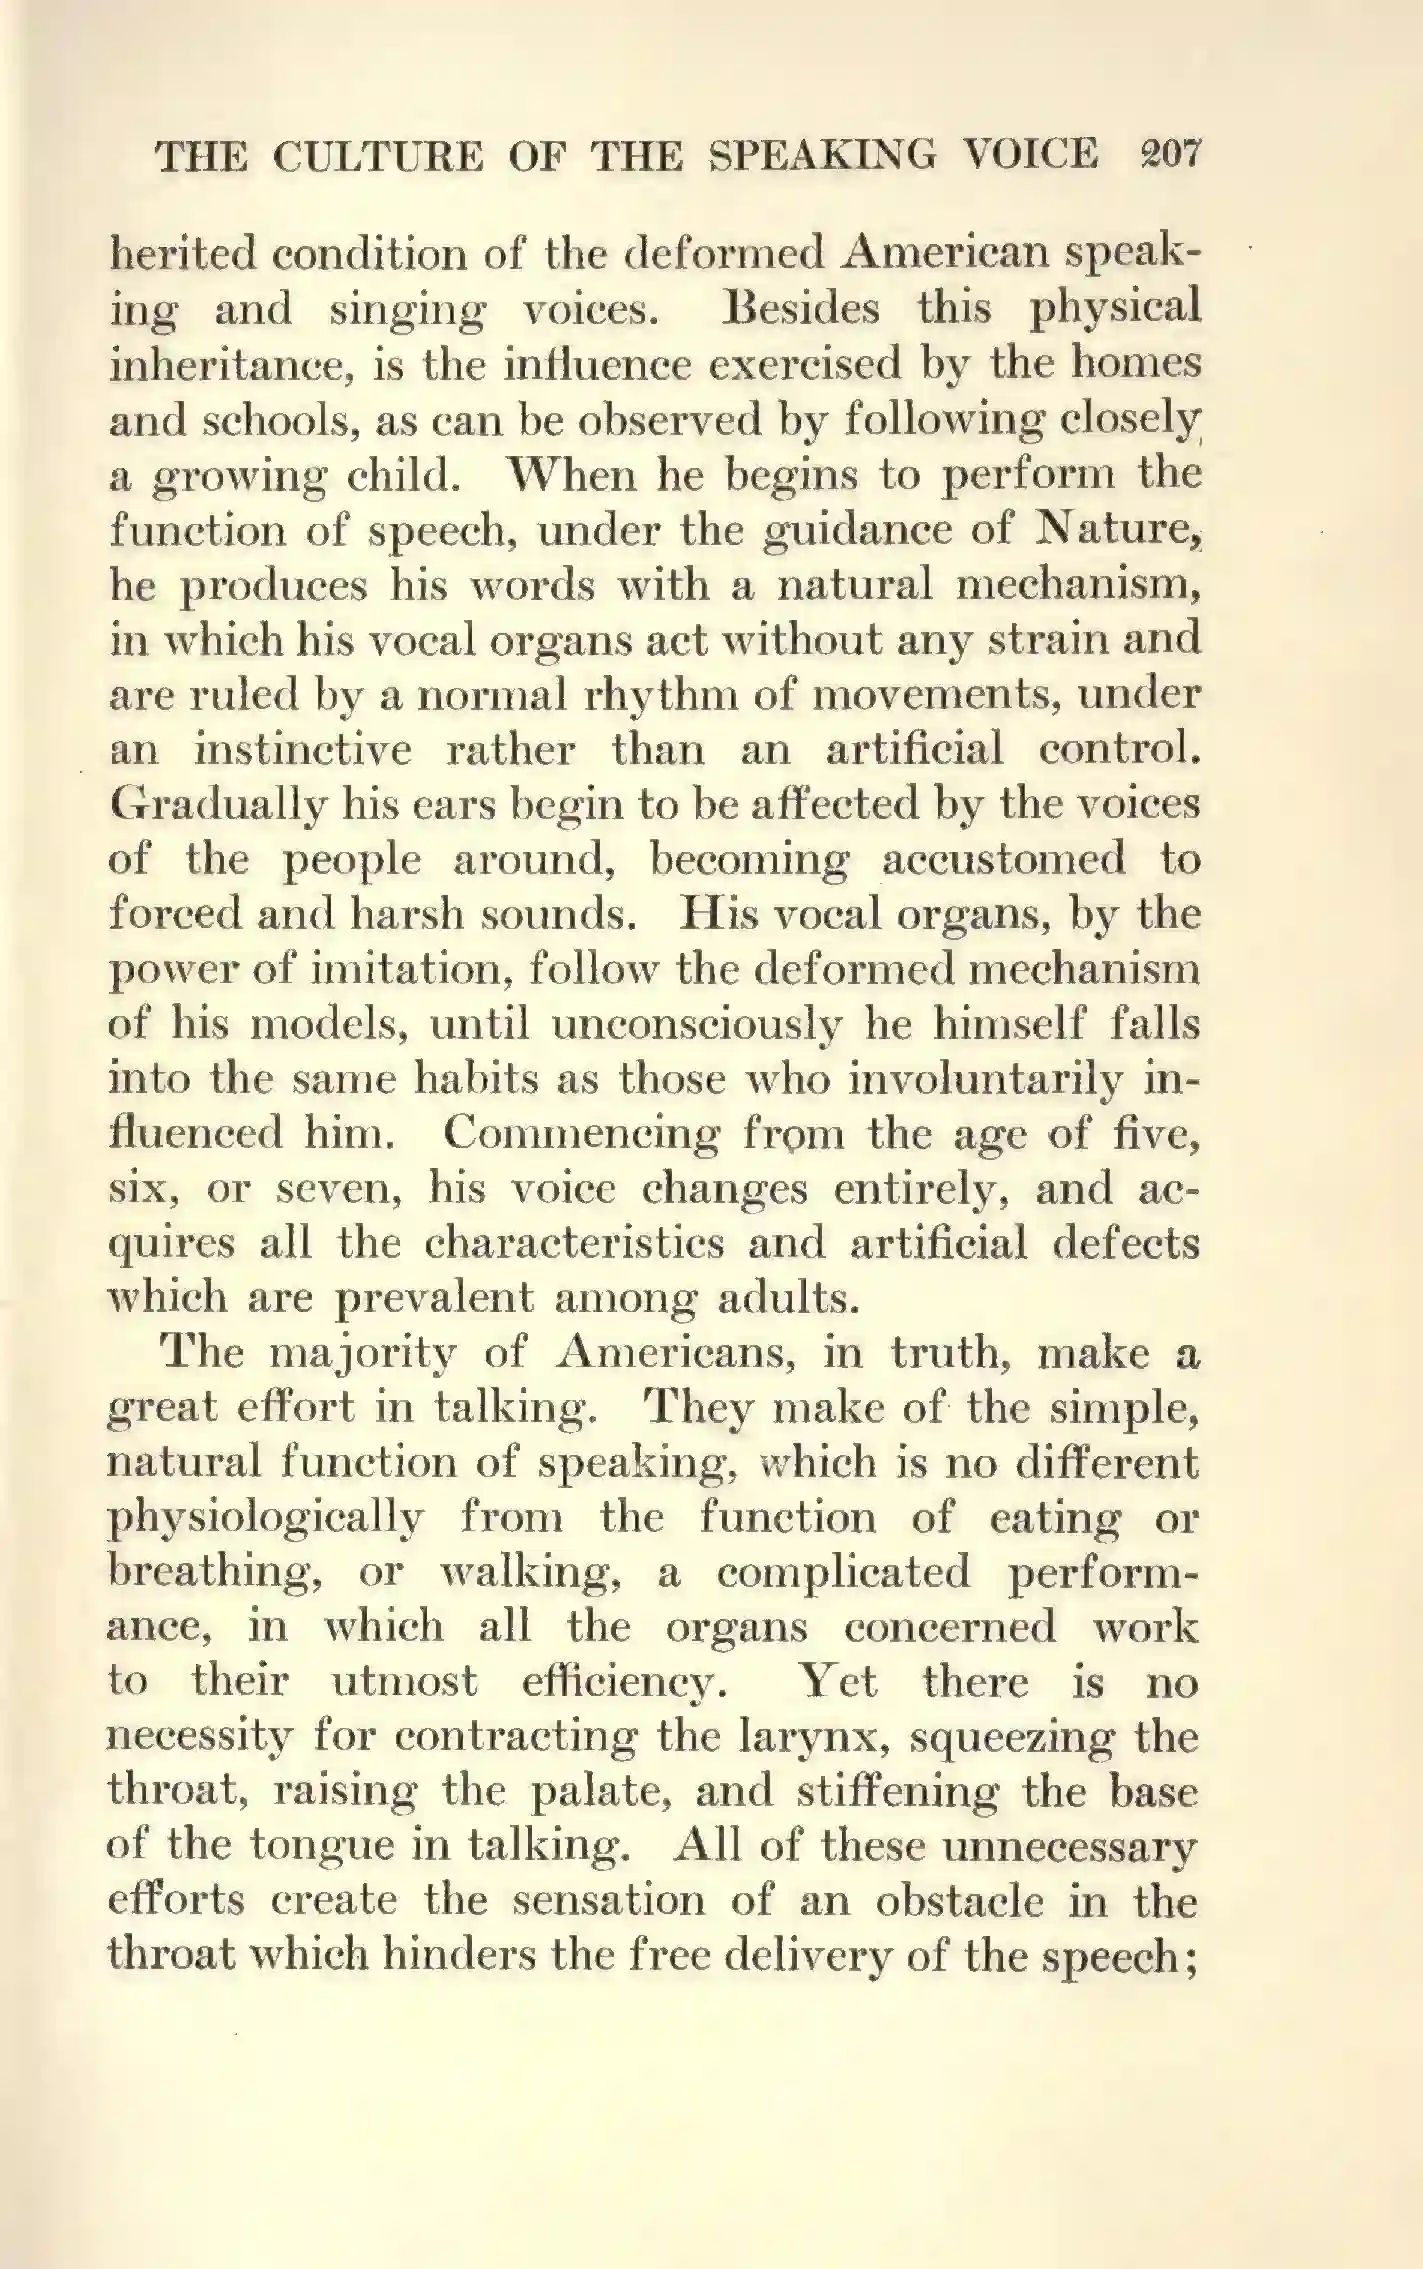 THE CULTURE OF THE SPEAKING VOICE 207
herited condition of the deformed American speak-
ing and singing voices. Besides this physical
inheritance, is the influence exercised by the homes
and schools, as can be observed by following closely
a growing child. When he begins to perform the
function of speech, under the guidance of Nature,
he produces his words with a natural mechanism,
in which his vocal organs act without any strain and
are ruled by a normal rhythm of movements, under
an instinctive rather than an artificial control.
Gradually his ears begin to be affected by the voices
of the people around, becoming accustomed to
forced and harsh sounds. His vocal organs, by the
power of imitation, follow the deformed mechanism
of his models, until unconsciously he himself falls
into the same habits as those who involuntarily in-
fluenced him. Commencing from the age of five,
six, or seven, his voice changes entirely, and ac-
quires all the characteristics and artificial defects
which are prevalent among adults.
The majority of Americans, in truth, make a
great effort in talking. They make of the simple,
natural function of speaking, which is no different
physiologically from the function of eating or
breathing, or walking, a complicated perform-
ance, in which all the organs concerned work
to their utmost efficiency. Yet there is no
necessity for contracting the larynx, squeezing the
throat, raising the palate, and stiffening the base
of the tongue in talking. All of these unnecessary
efforts create the sensation of an obstacle in the
throat which hinders the free delivery of the speech;